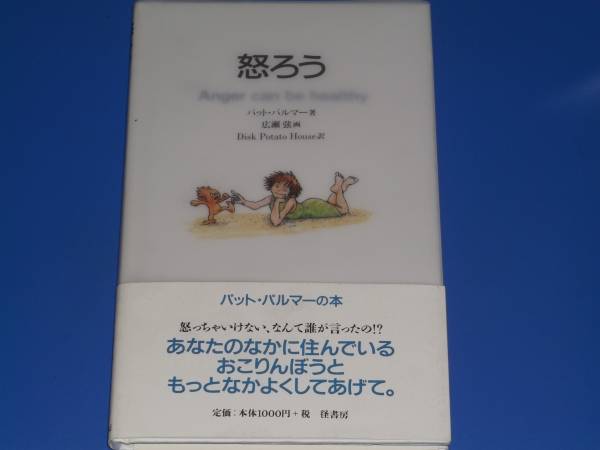 怒ろう
Anger can be healthy
パット・パルマー著
広瀬 弦画
Disk Potato House訳
パット・パルマーの本
怒っちゃいけない、なんて誰が言ったの!?
あなたのなかに住んでいる
おこりんぼうと
もっとなかよくしてあげて。
定価：本体1000円+税 径書房